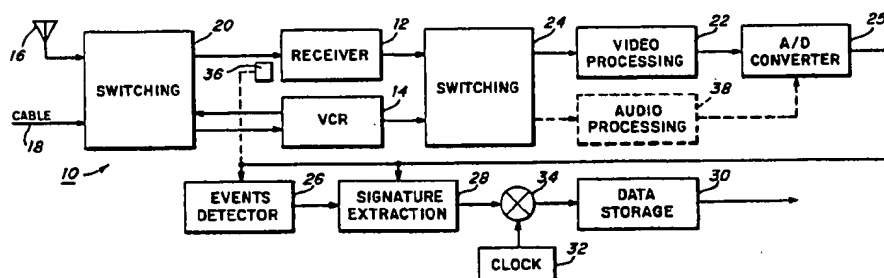 16
20
12
24
22
25
SWITCHING
RECEIVER
36
14
VCR
SWITCHING
VIDEO
PROCESSING
A/D
CONVERTER
38
AUDIO
PROCESSING
CABLE
18
10
26
28
34
30
EVENTS
DETECTOR
SIGNATURE
EXTRACTION
DATA
STORAGE
CLOCK
32